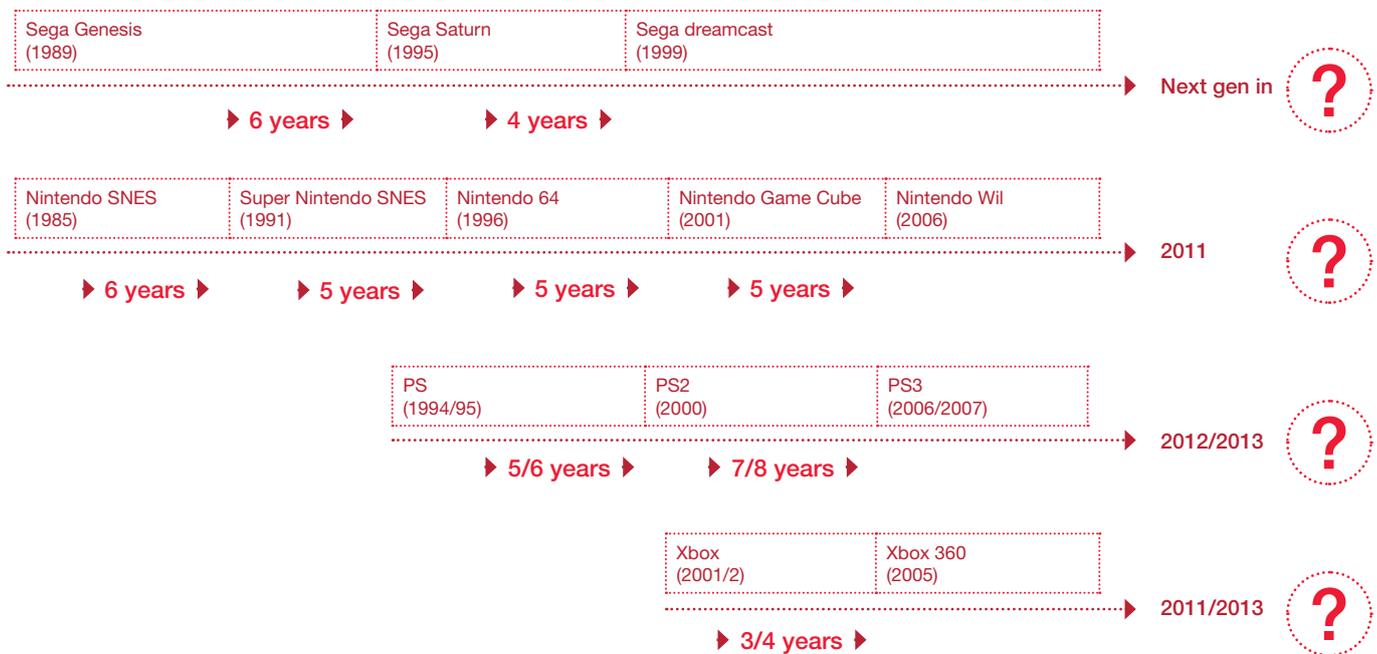 Sega Genesis
(1989)
Sega Saturn
(1995)
Sega dreamcast
(1999)
Next gen in
?
6 years
4 years
Nintendo SNES
(1985)
Super Nintendo SNES
(1991)
Nintendo 64
(1996)
Nintendo Game Cube
(2001)
Nintendo Wil
(2006)
2011
?
6 years
5 years
5 years
5 years
PS
(1994/95)
PS2
(2000)
PS3
(2006/2007)
2012/2013
?
5/6 years
7/8 years
Xbox
(2001/2)
Xbox 360
(2005)
2011/2013
?
3/4 years